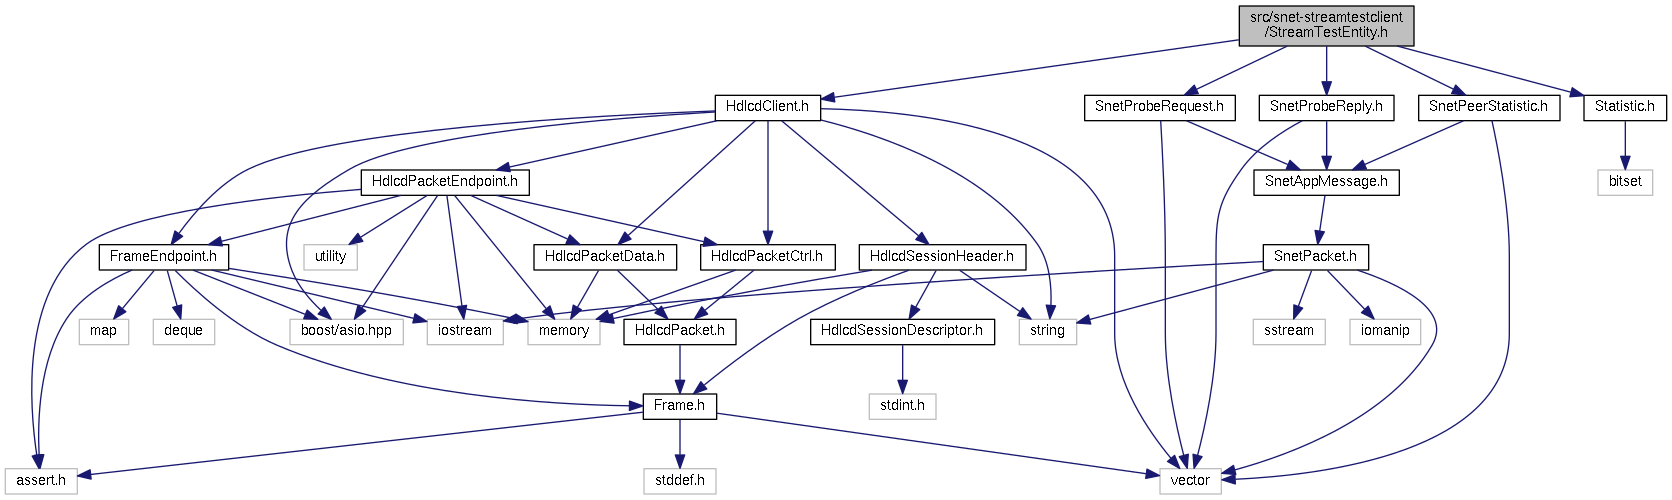 src/snet-streamtestclient
/StreamTestEntity.h
HdlcdClient.h
SnetProbeRequest.h
SnetProbeReply.h
SnetPeerStatistic.h
Statistic.h
HdlcdPacketEndpoint.h
SnetAppMessage.h
bitset
FrameEndpoint.h
utility
HdlcdPacketData.h
HdlcdPacketCtrl.h
HdlcdSessionHeader.h
SnetPacket.h
map
deque
boost/asio.hpp
iostream
memory
HdlcdPacket.h
HdlcdSessionDescriptor.h
string
sstream
iomanip
Frame.h
stdint.h
assert.h
stddef.h
vector